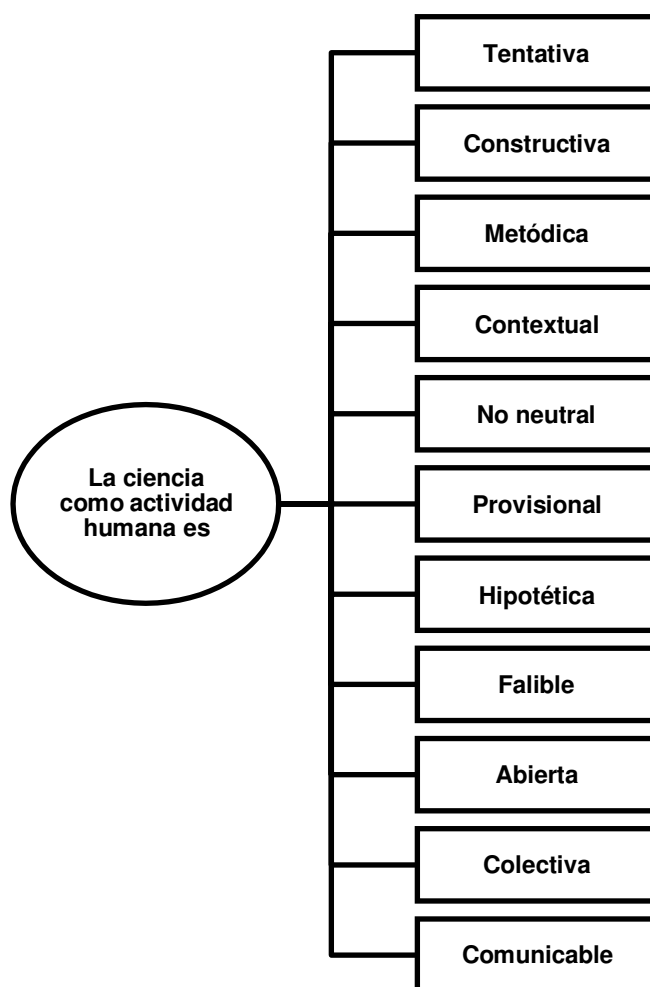 Tentativa
Constructiva
Metódica
Contextual
No neutral
La ciencia
como actividad
humana es
Provisional
Hipotética
Falible
Abierta
Colectiva
Comunicable